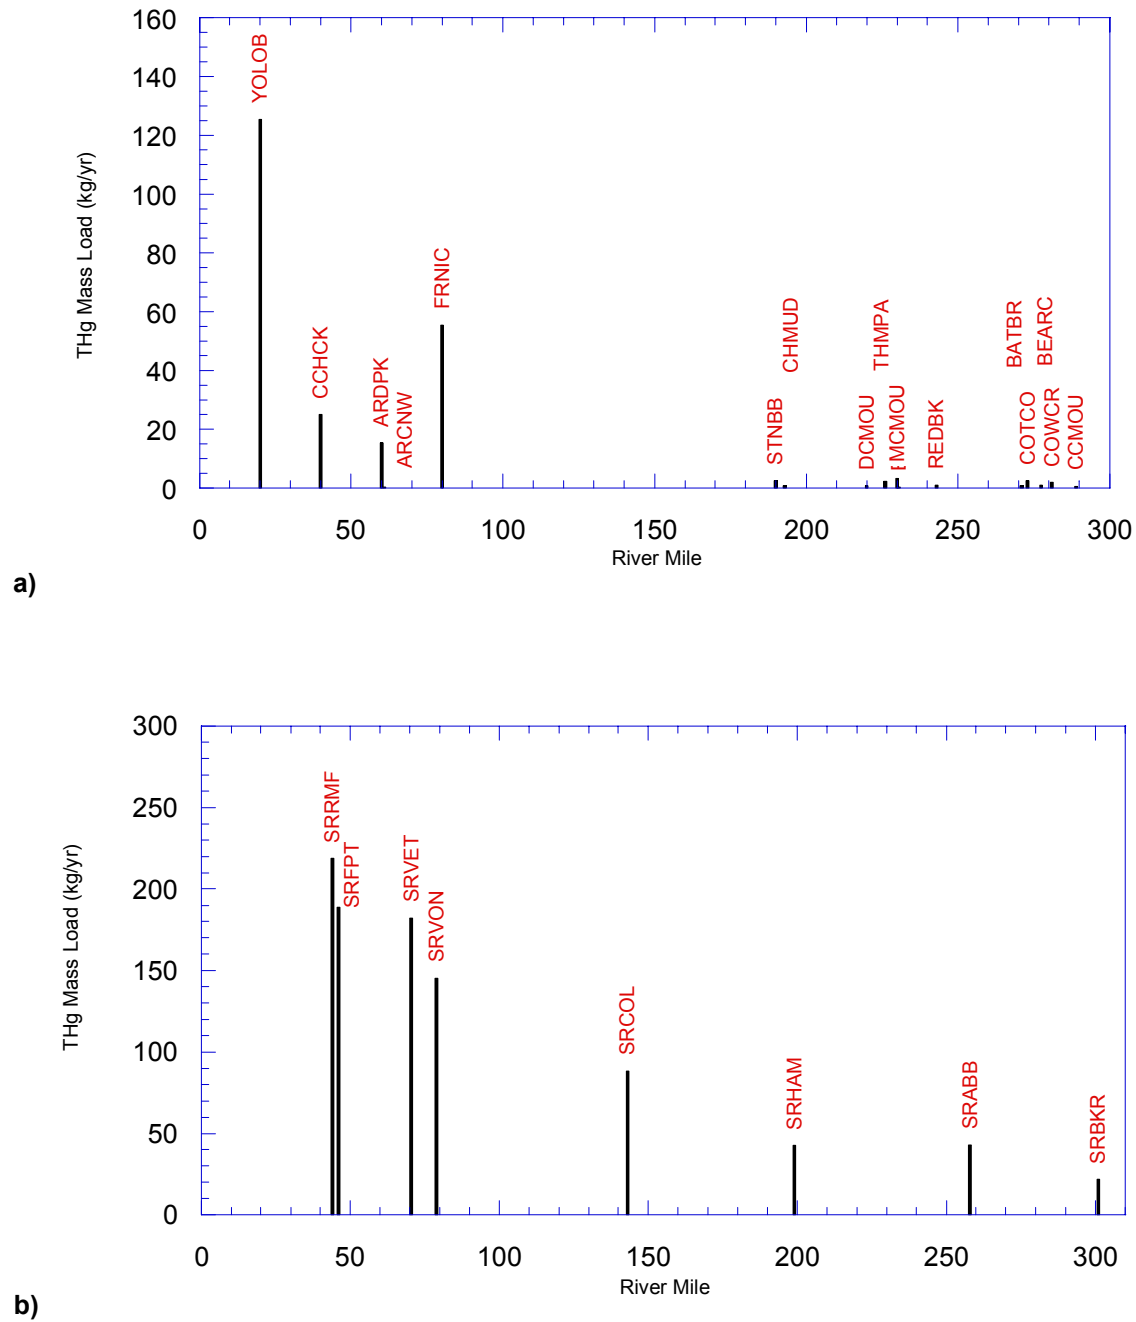 160
140
120
100
80
60
40
20
0
THg Mass Load (kg/yr)
YOLOB
CCHCK
ARDPK
ARCNW
FRNIC
STNBB
CHMUD
DCMOU
THMPA
MCMOU
REDBK
BATBR
COTCO
BEARC
COWCR
CCMOU
0 50 100 150 200 250 300
River Mile
a)
300
250
200
150
100
50
0
THg Mass Load (kg/yr)
SRRMF
SRFPT
SRVET
SRVON
SRCOL
SRHAM
SRABB
SRBKR
0 50 100 150 200 250 300
River Mile
b)